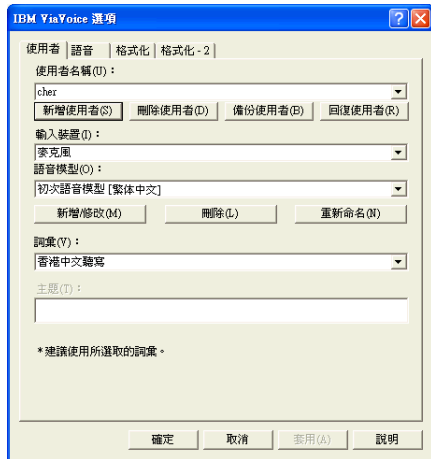 IBM ViaVoice 選項
使用者 語音 格式化 格式化 - 2
使用者名稱(U)：
cher
新增使用者(S) 刪除使用者(D) 備份使用者(B) 回復使用者(R)
輸入裝置(I)：
麥克風
語音模型(O)：
初次語音模型 [繁体中文]
新增/修改(M) 刪除(L) 重新命名(N)
詞彙(V)：
香港中文聽寫
主題(T)：
*建議使用所選取的詞彙。
確定 取消 套用(A) 說明